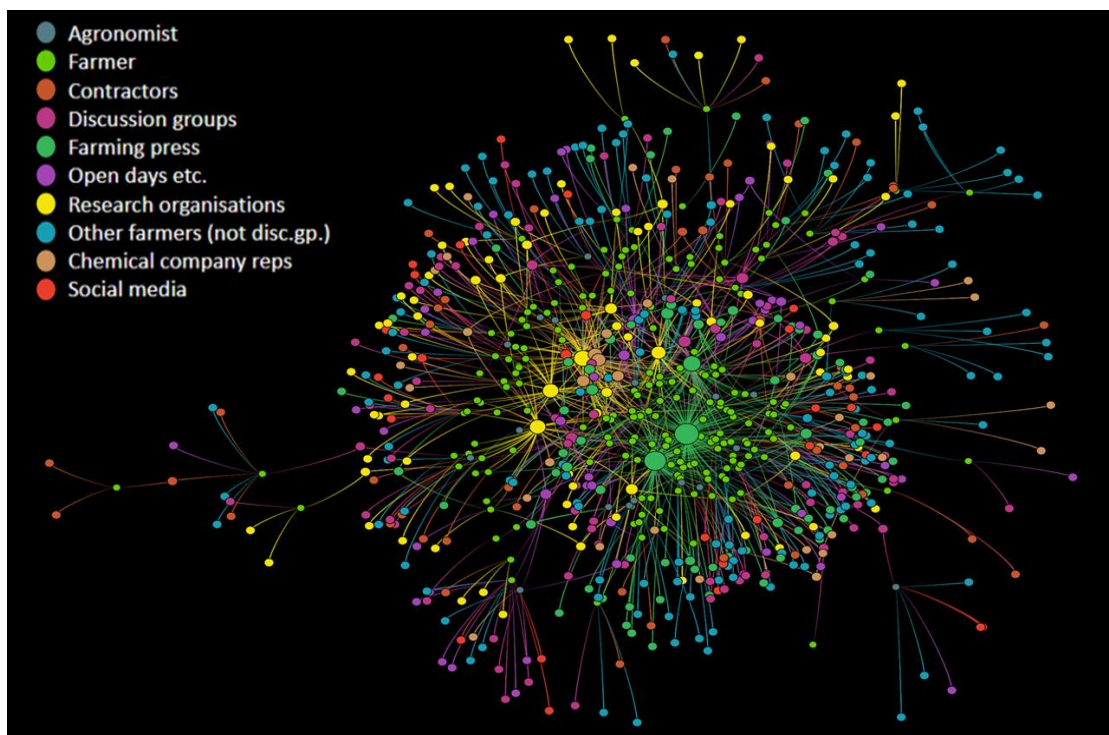 Agronomist
Farmer
Contractors
Discussion groups
Farming press
Open days etc.
Research organisations
Other farmers (not disc.gp.)
Chemical company reps
Social media